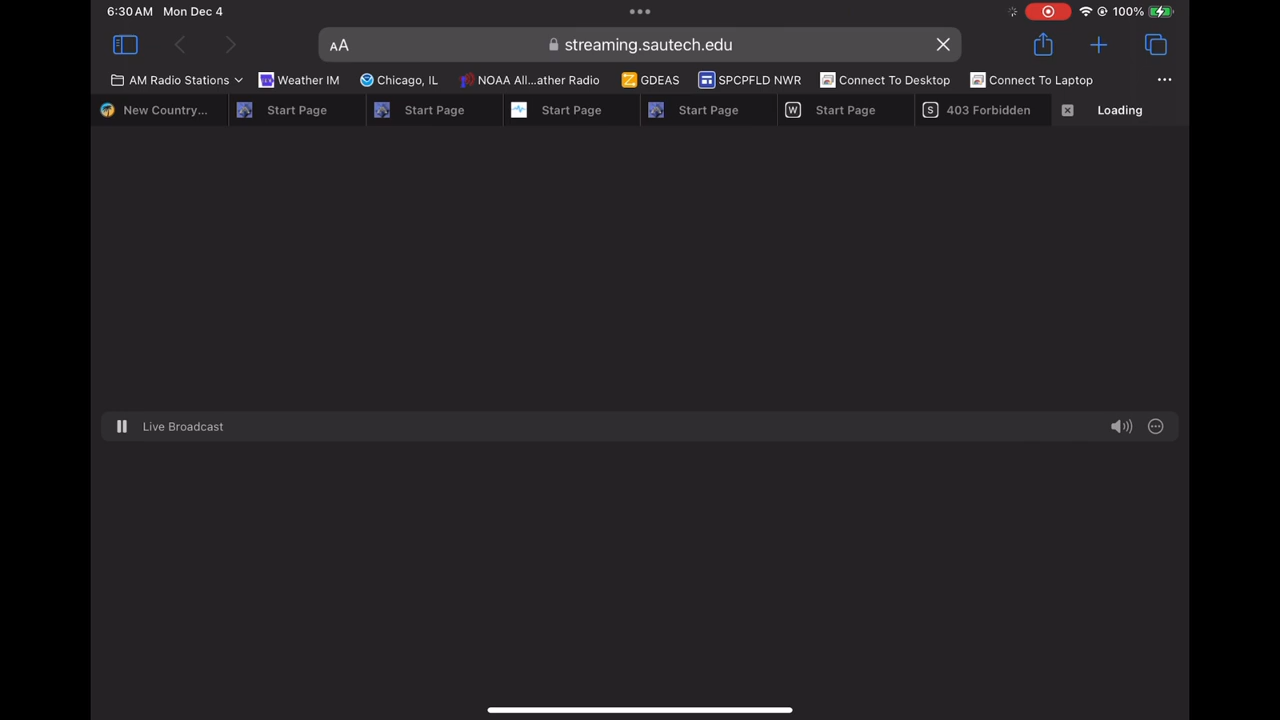 6:30 AM Mon Dec 4
100%
AA streaming.sautech.edu
AM Radio Stations Weather IM Chicago, IL NOAA All...ather Radio GDEAS SPCPFLD NWR Connect To Desktop Connect To Laptop
New Country... Start Page Start Page Start Page Start Page W Start Page S 403 Forbidden Loading
Live Broadcast